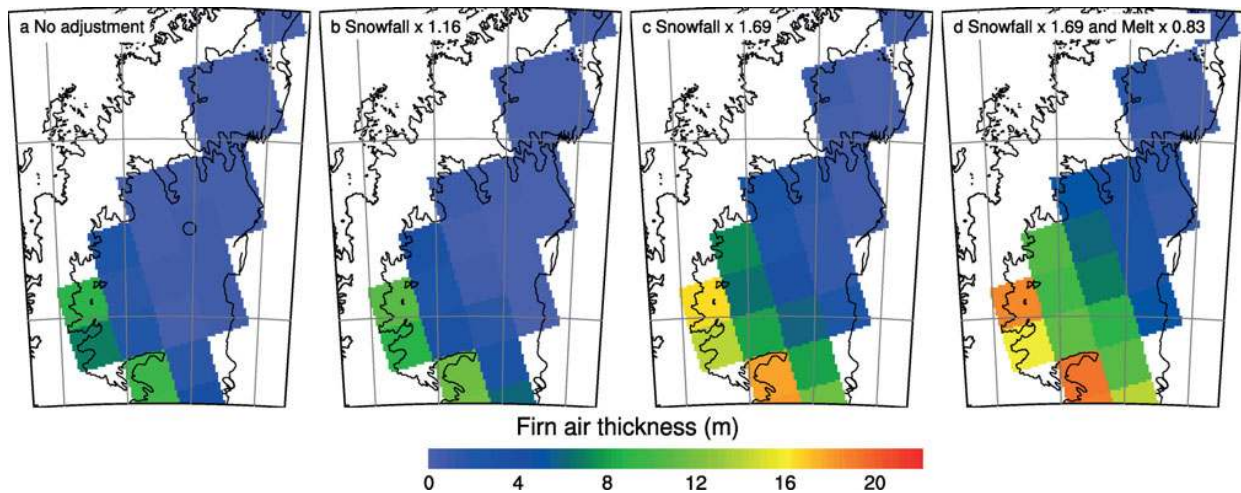 a No adjustment
b Snowfall x 1.16
c Snowfall x 1.69
d Snowfall x 1.69 and Melt x 0.83
Firn air thickness (m)
0 4 8 12 16 20